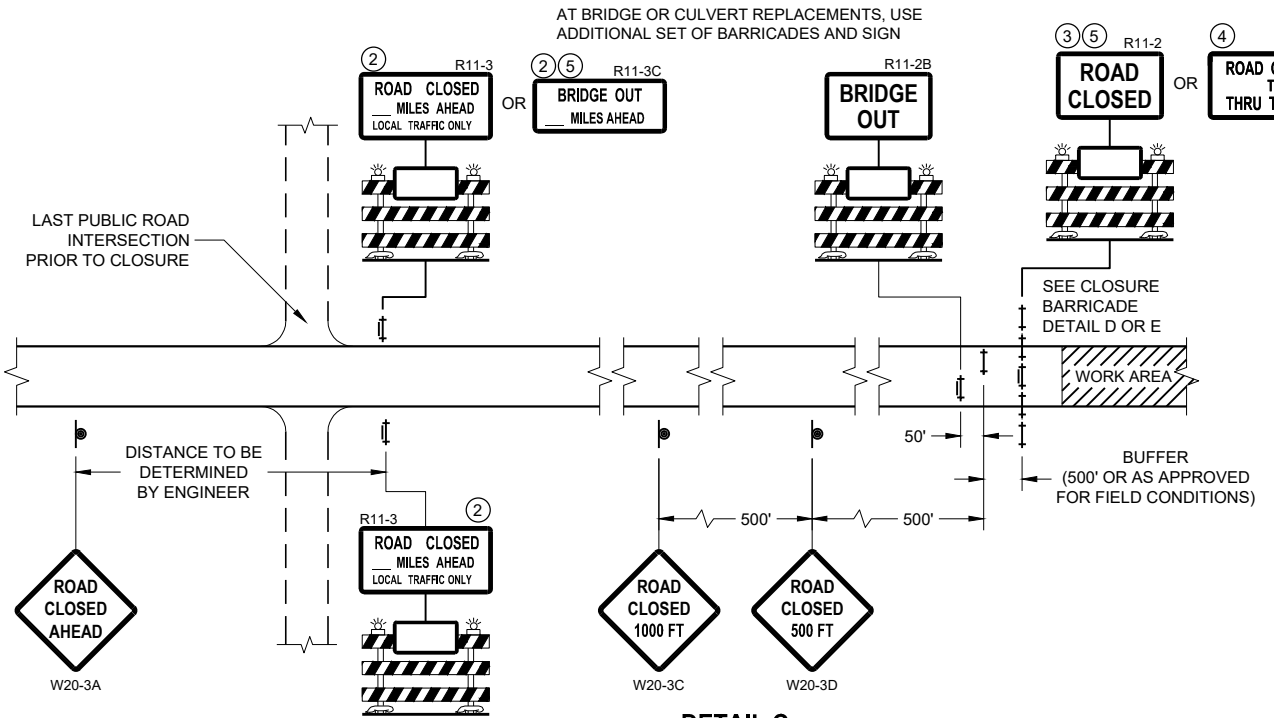 AT BRIDGE OR CULVERT REPLACEMENTS, USE
ADDITIONAL SET OF BARRICADES AND SIGN
2
R11-3
ROAD CLOSED
___ MILES AHEAD
LOCAL TRAFFIC ONLY
OR
2 5
R11-3C
BRIDGE OUT
___ MILES AHEAD
R11-2B
BRIDGE
OUT
3 5
R11-2
ROAD
CLOSED
OR
4
ROAD
THRU
LAST PUBLIC ROAD
INTERSECTION
PRIOR TO CLOSURE
SEE CLOSURE
BARRICADE
DETAIL D OR E
WORK AREA
DISTANCE TO BE
DETERMINED
BY ENGINEER
50'
BUFFER
(500' OR AS APPROVED
FOR FIELD CONDITIONS)
500'
500'
R11-3
2
ROAD CLOSED
___ MILES AHEAD
LOCAL TRAFFIC ONLY
ROAD
CLOSED
AHEAD
W20-3A
ROAD
CLOSED
1000 FT
W20-3C
ROAD
CLOSED
500 FT
W20-3D